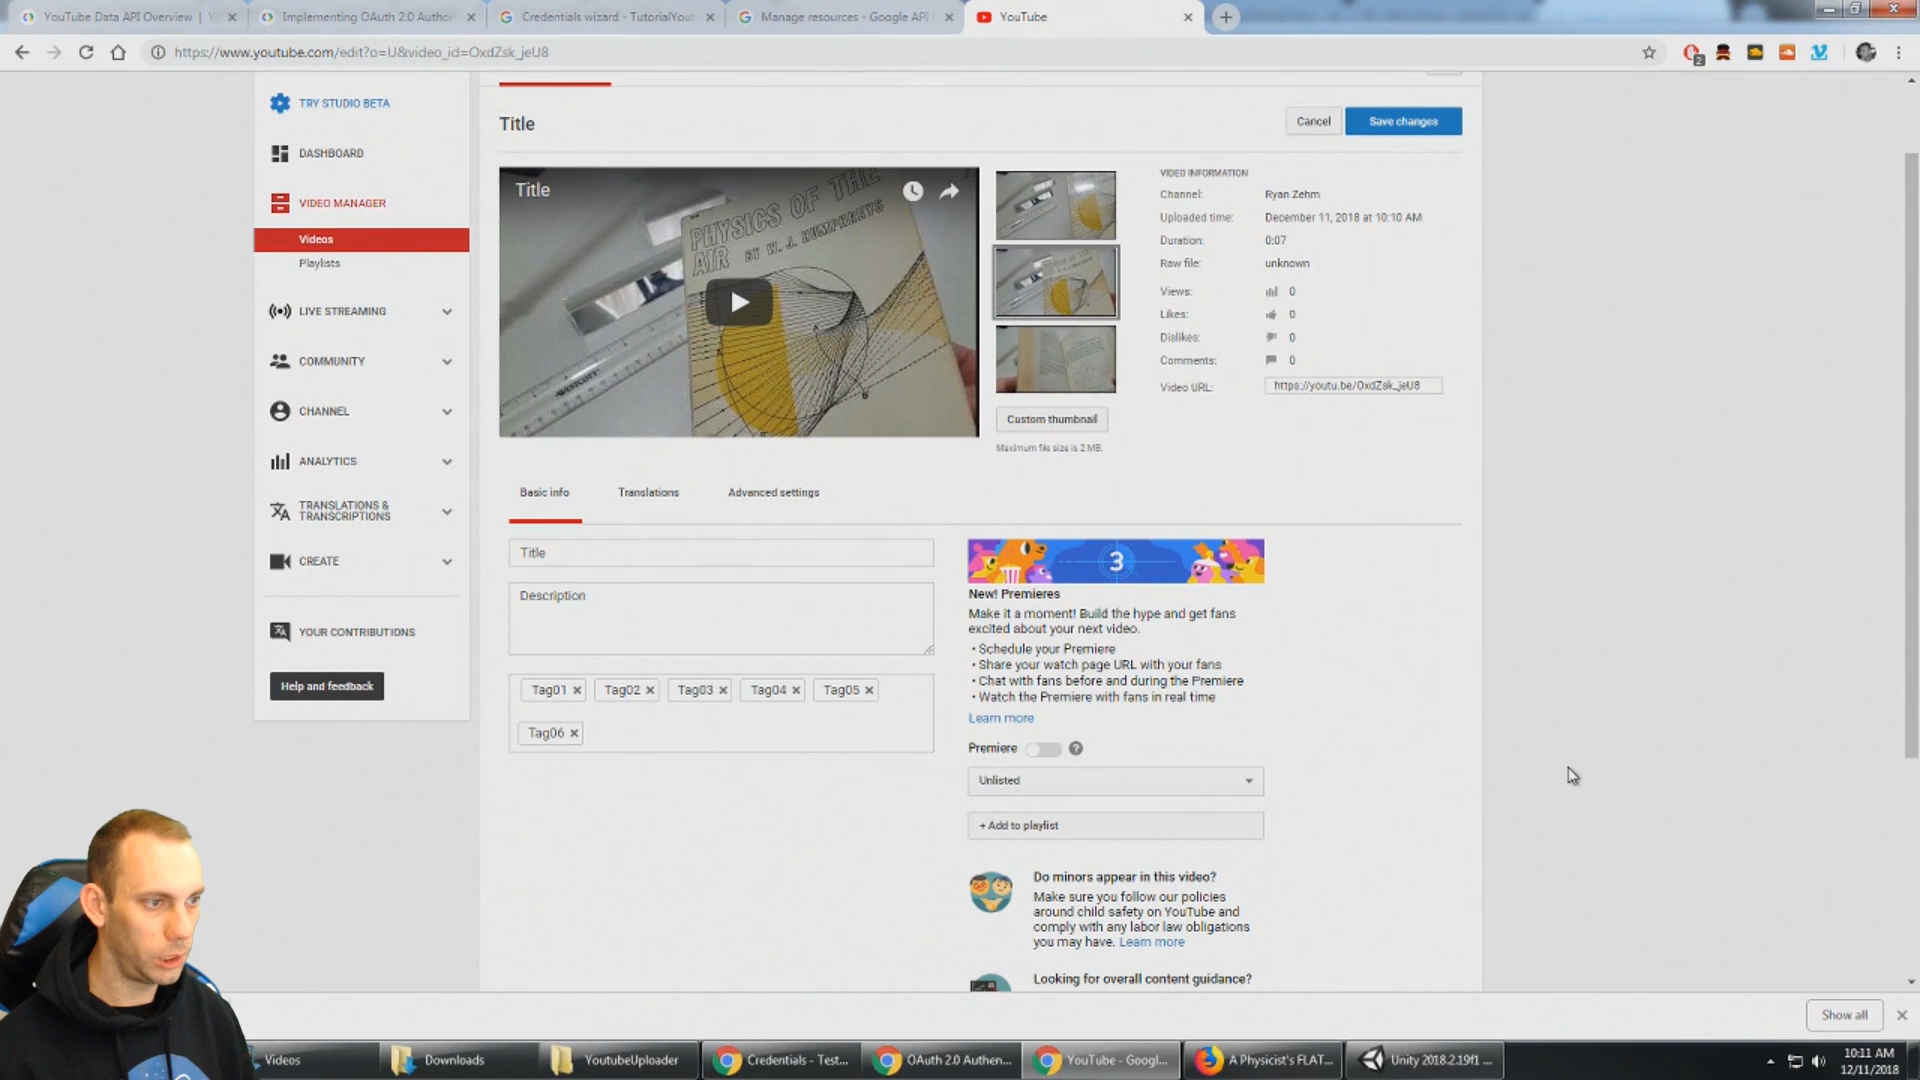 YouTube Data API Overview | Y
Implementing OAuth 2.0 Author
Credentials wizard - TutorialYout
Manage resources - Google API
YouTube
https://www.youtube.com/edit?o=U&video_id=OxdZsk_jeU8
2
TRY STUDIO BETA
DASHBOARD
VIDEO MANAGER
Videos
Playlists
LIVE STREAMING
COMMUNITY
CHANNEL
ANALYTICS
TRANSLATIONS &
TRANSCRIPTIONS
CREATE
YOUR CONTRIBUTIONS
Help and feedback
Title
Cancel
Save changes
Title
PHYSICS OF THE
AIR BY W. J. HUMPHREYS
WESTCOTT
Custom thumbnail
Maximum file size is 2 MB.
VIDEO INFORMATION
Channel: Ryan Zehm
Uploaded time: December 11, 2018 at 10:10 AM
Duration: 0:07
Raw file: unknown
Views: 0
Likes: 0
Dislikes: 0
Comments: 0
Video URL: https://youtu.be/OxdZsk_jeU8
Basic info Translations Advanced settings
Title
Description
Tag01 Tag02 Tag03 Tag04 Tag05
Tag06
3
New! Premieres
Make it a moment! Build the hype and get fans
excited about your next video.
• Schedule your Premiere
• Share your watch page URL with your fans
• Chat with fans before and during the Premiere
• Watch the Premiere with fans in real time
Learn more
Premiere ?
Unlisted
+ Add to playlist
Do minors appear in this video?
Make sure you follow our policies
around child safety on YouTube and
comply with any labor law obligations
you may have. Learn more
Looking for overall content guidance?
Show all
Videos
Downloads
YoutubeUploader
Credentials - Test...
OAuth 2.0 Authen...
YouTube - Googl...
A Physicist's FLAT...
Unity 2018.2.19f1 ...
10:11 AM
12/11/2018